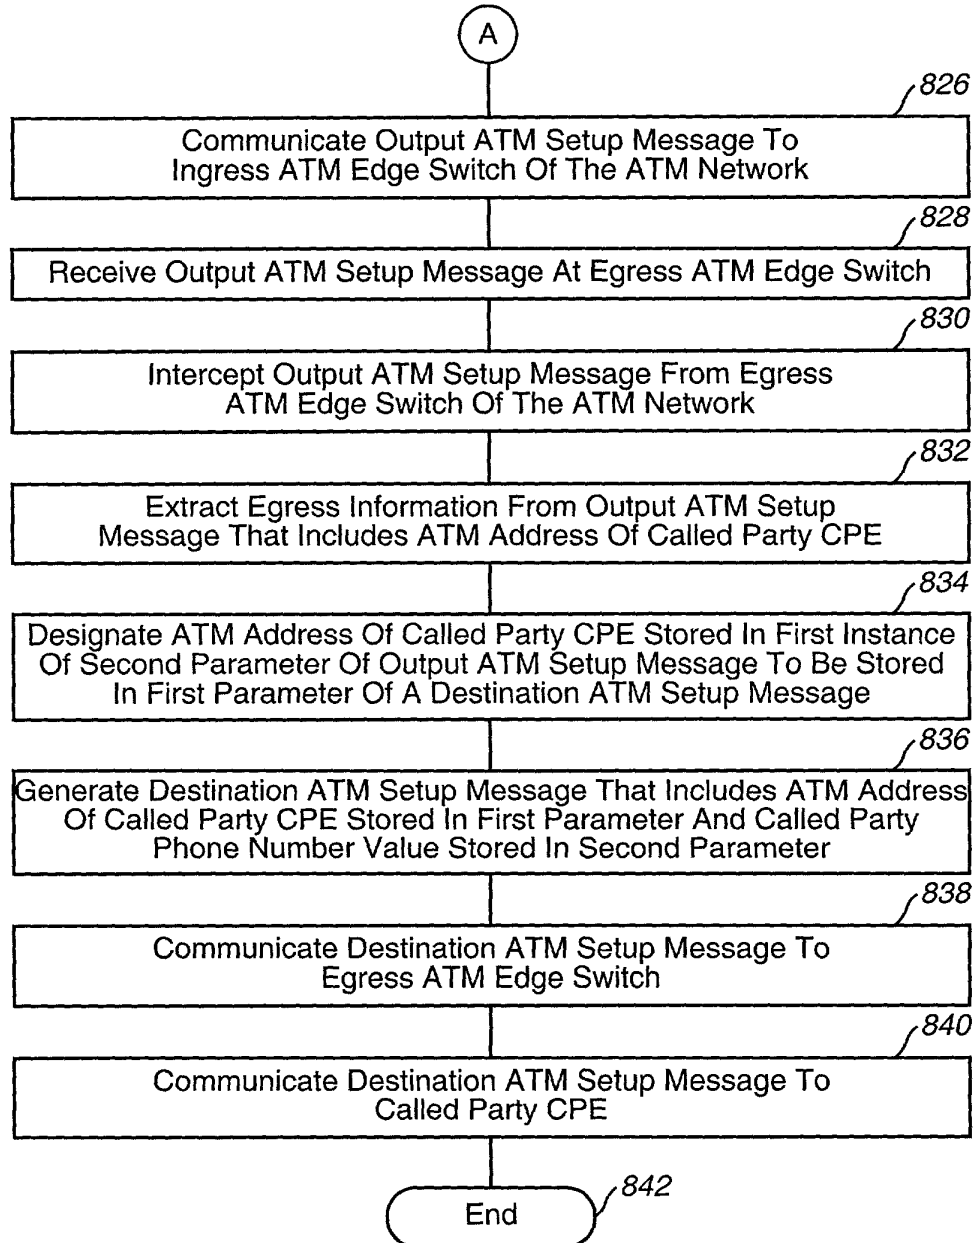 A
826
Communicate Output ATM Setup Message To
Ingress ATM Edge Switch Of The ATM Network
828
Receive Output ATM Setup Message At Egress ATM Edge Switch
830
Intercept Output ATM Setup Message From Egress
ATM Edge Switch Of The ATM Network
832
Extract Egress Information From Output ATM Setup
Message That Includes ATM Address Of Called Party CPE
834
Designate ATM Address Of Called Party CPE Stored In First Instance
Of Second Parameter Of Output ATM Setup Message To Be Stored
In First Parameter Of A Destination ATM Setup Message
836
Generate Destination ATM Setup Message That Includes ATM Address
Of Called Party CPE Stored In First Parameter And Called Party
Phone Number Value Stored In Second Parameter
838
Communicate Destination ATM Setup Message To
Egress ATM Edge Switch
840
Communicate Destination ATM Setup Message To
Called Party CPE
842
End